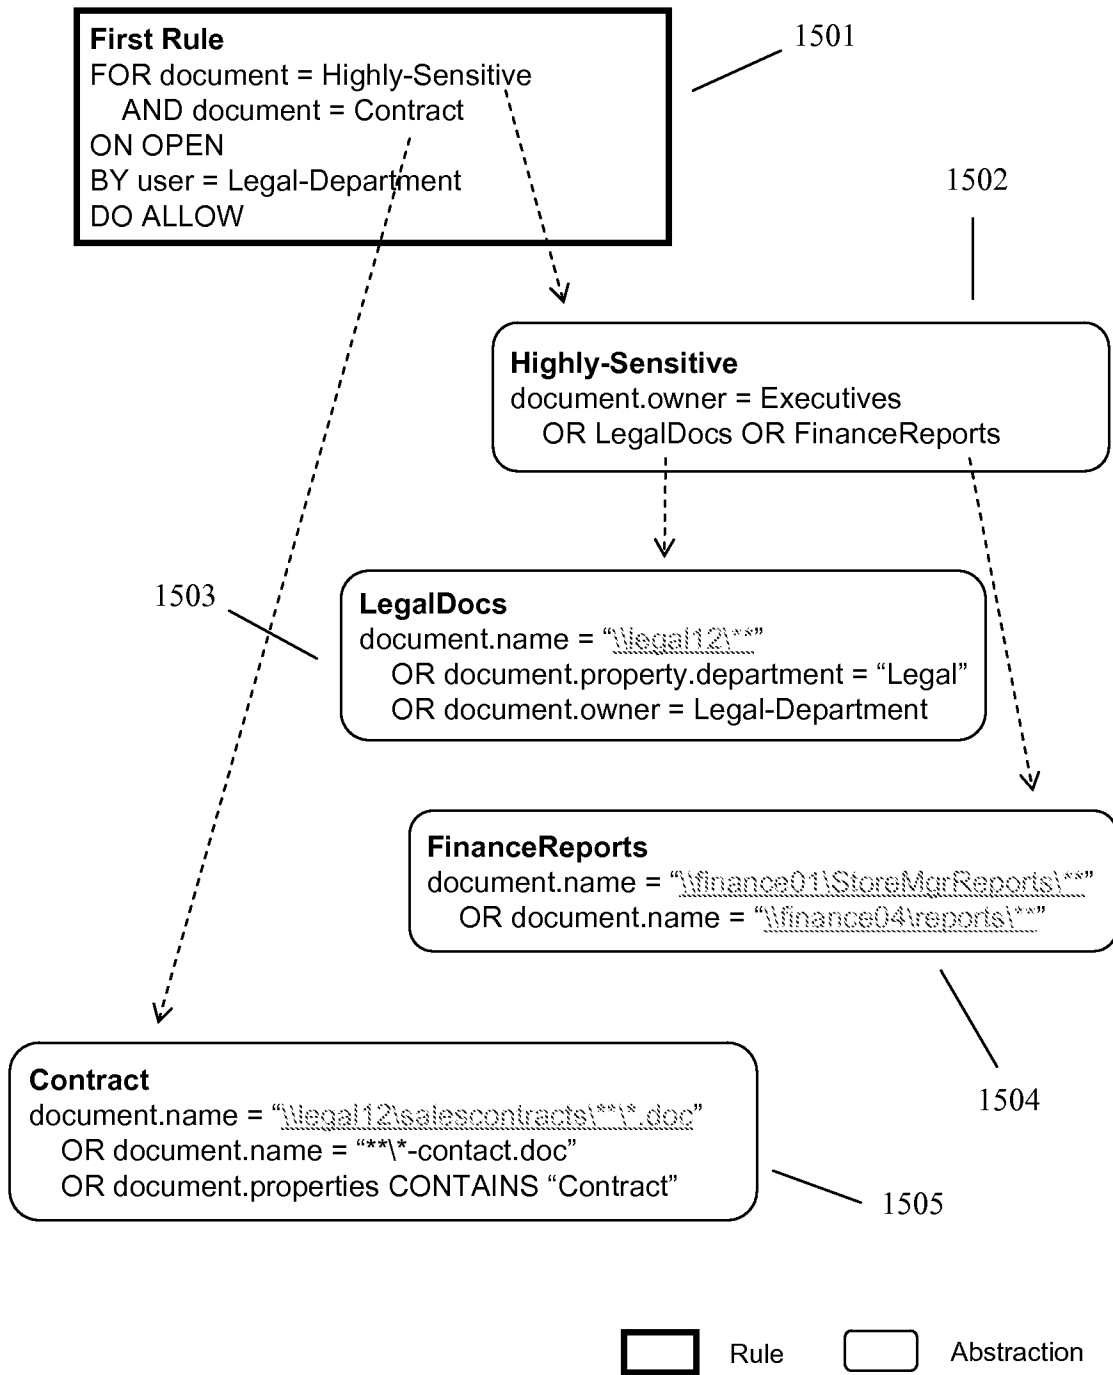 First Rule
FOR document = Highly-Sensitive
AND document = Contract
ON OPEN
BY user = Legal-Department
DO ALLOW
1501
1502
Highly-Sensitive
document.owner = Executives
OR LegalDocs OR FinanceReports
1503
LegalDocs
document.name = “\\legal12\**”
OR document.property.department = “Legal”
OR document.owner = Legal-Department
FinanceReports
document.name = “\\finance01\StoreMgrReports\**”
OR document.name = “\\finance04\reports\**”
1504
Contract
document.name = “\\legal12\salescontracts\**\*.doc”
OR document.name = “**\*-contact.doc”
OR document.properties CONTAINS “Contract”
1505
Rule
Abstraction